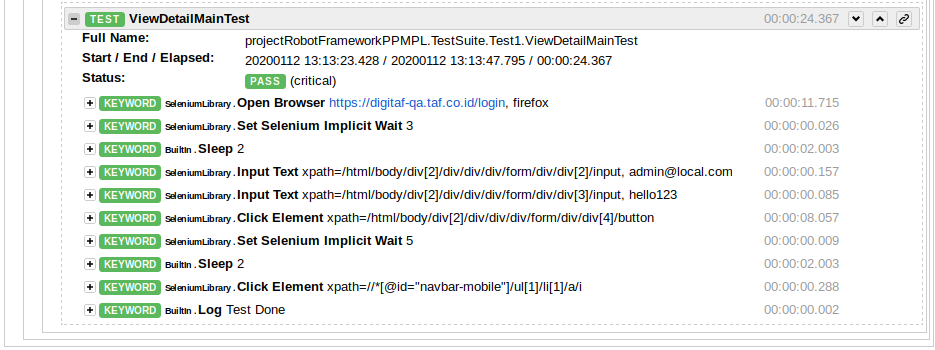 TEST ViewDetailMainTest 00:00:24.367
Full Name: projectRobotFrameworkPPMPL.TestSuite.Test1.ViewDetailMainTest
Start / End / Elapsed: 20200112 13:13:23.428 / 20200112 13:13:47.795 / 00:00:24.367
Status: PASS (critical)
KEYWORD SeleniumLibrary.Open Browser https://digitaf-qa.taf.co.id/login, firefox 00:00:11.715
KEYWORD SeleniumLibrary.Set Selenium Implicit Wait 3 00:00:00.026
KEYWORD BuiltIn.Sleep 2 00:00:02.003
KEYWORD SeleniumLibrary.Input Text xpath=/html/body/div[2]/div/div/div/form/div/div[2]/input, admin@local.com 00:00:00.157
KEYWORD SeleniumLibrary.Input Text xpath=/html/body/div[2]/div/div/div/form/div/div[3]/input, hello123 00:00:00.085
KEYWORD SeleniumLibrary.Click Element xpath=/html/body/div[2]/div/div/div/form/div/div[4]/button 00:00:08.057
KEYWORD SeleniumLibrary.Set Selenium Implicit Wait 5 00:00:00.009
KEYWORD BuiltIn.Sleep 2 00:00:02.003
KEYWORD SeleniumLibrary.Click Element xpath=//*[@id="navbar-mobile"]/ul[1]/li[1]/a/i 00:00:00.288
KEYWORD BuiltIn.Log Test Done 00:00:00.002